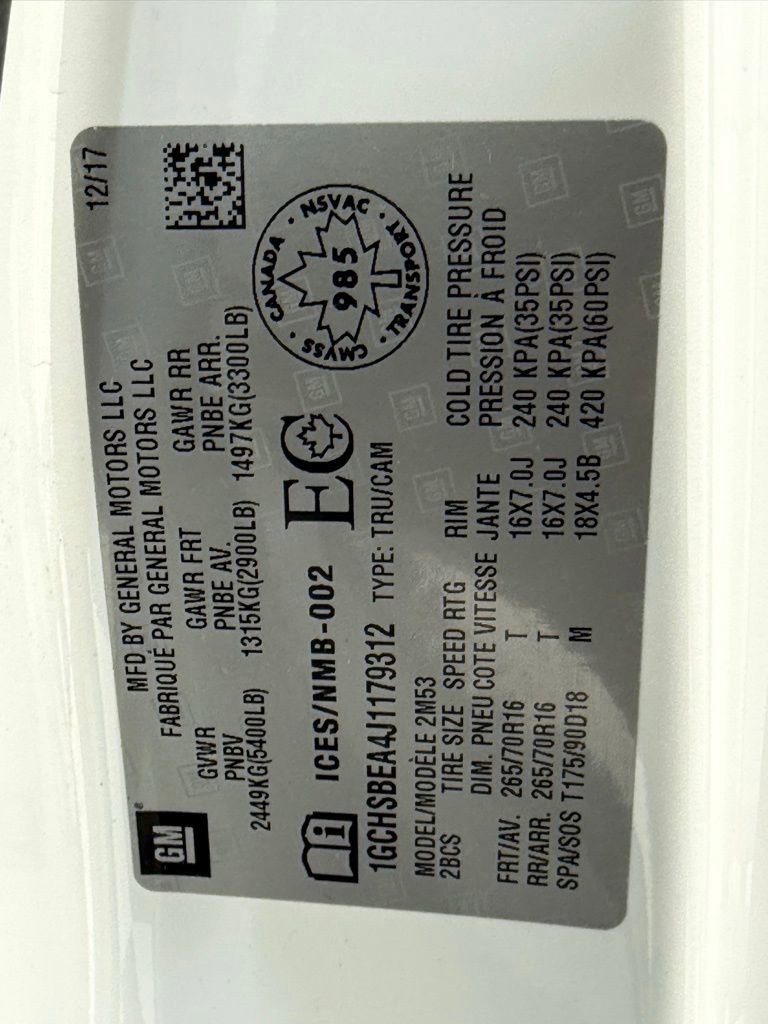 GM
MFD BY GENERAL MOTORS LLC 12/17
FABRIQUÉ PAR GENERAL MOTORS LLC
GVWR GAWR FRT GAWR RR
PNBV PNBE AV. PNBE ARR.
2449KG(5400LB) 1315KG(2900LB) 1497KG(3300LB)
ICES/NMB-002 EC
CANADA · NSVAC · TRANSPORT · CMVSS ·
985
1GCHSBEA4J1179312 TYPE: TRU/CAM
MODEL/MODÈLE 2M53
2BCS TIRE SIZE SPEED RTG RIM COLD TIRE PRESSURE
DIM. PNEU COTE VITESSE JANTE PRESSION À FROID
FRT/AV. 265/70R16 T 16X7.0J 240 KPA(35PSI)
RR/ARR. 265/70R16 T 16X7.0J 240 KPA(35PSI)
SPA/SOS T175/90D18 M 18X4.5B 420 KPA(60PSI)